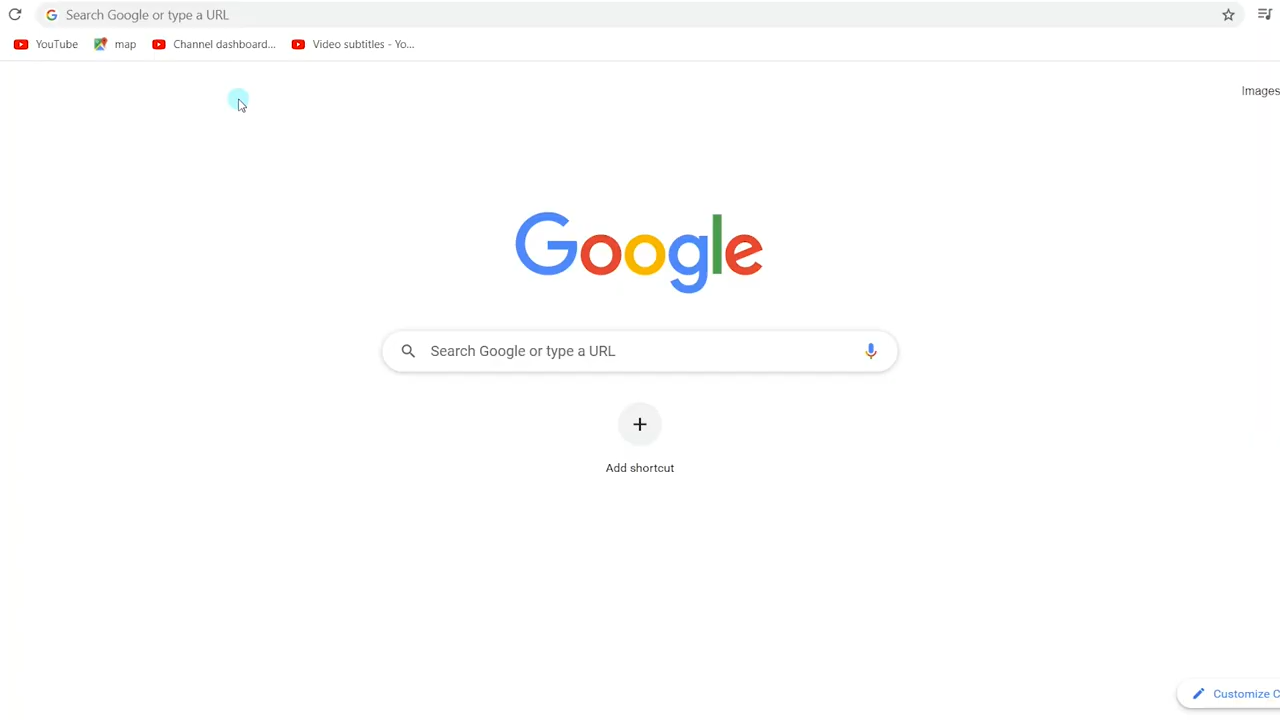 Search Google or type a URL
YouTube map Channel dashboard... Video subtitles - Yo...
Images
Google
Search Google or type a URL
Add shortcut
Customize C